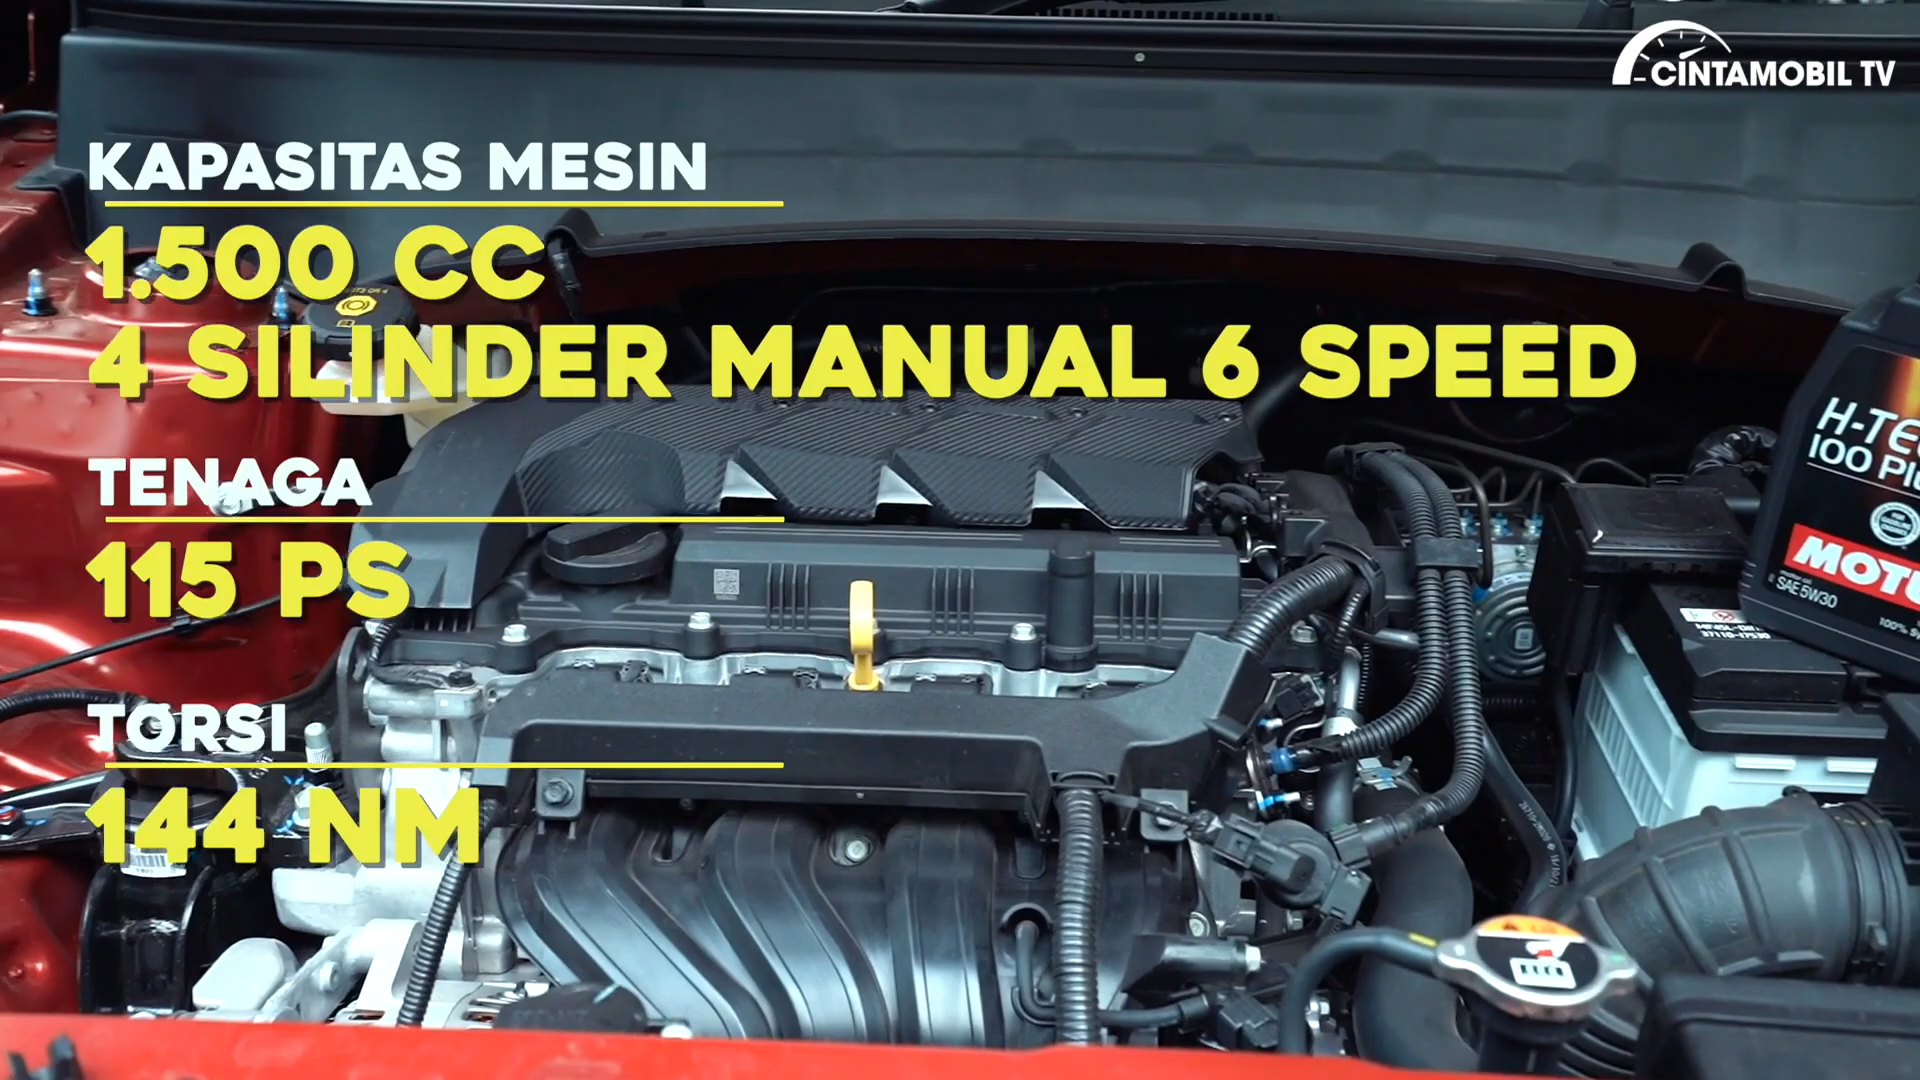 CINTAMOBIL TV
KAPASITAS MESIN
1.500 CC
4 SILINDER MANUAL 6 SPEED
TENAGA
115 PS
TORSI
144 NM
100
MOTU
SAE 5W30
100%